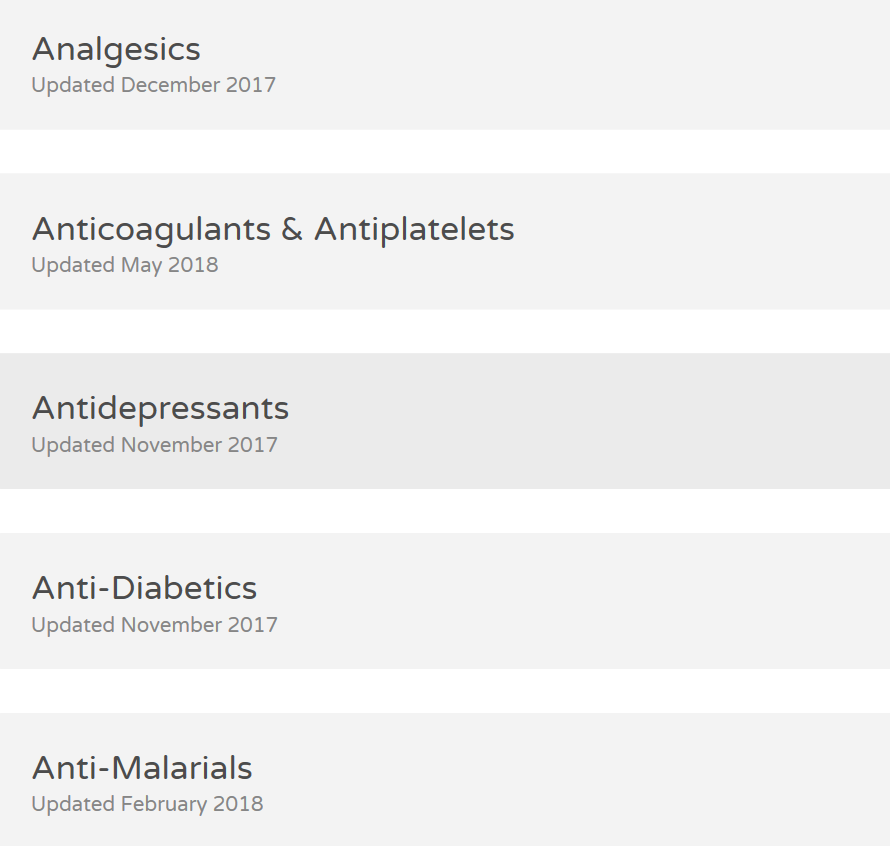 Analgesics
Updated December 2017
Anticoagulants & Antiplatelets
Updated May 2018
Antidepressants
Updated November 2017
Anti-Diabetics
Updated November 2017
Anti-Malarials
Updated February 2018